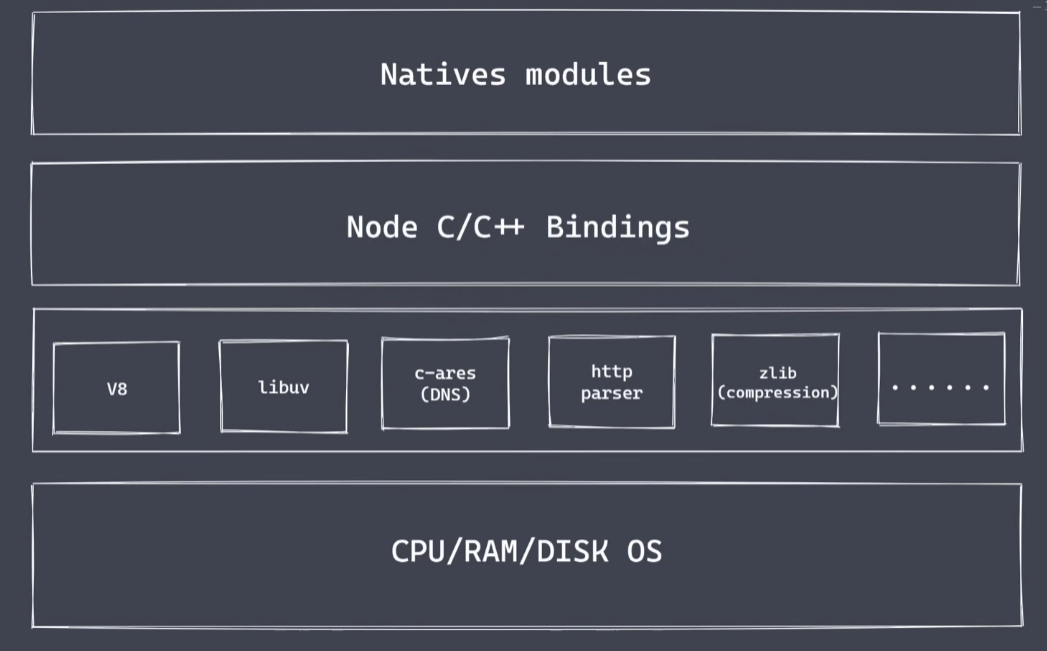 Natives modules
Node C/C++ Bindings
V8
libuv
c-ares
(DNS)
http
parser
zlib
(compression)
......
CPU/RAM/DISK OS